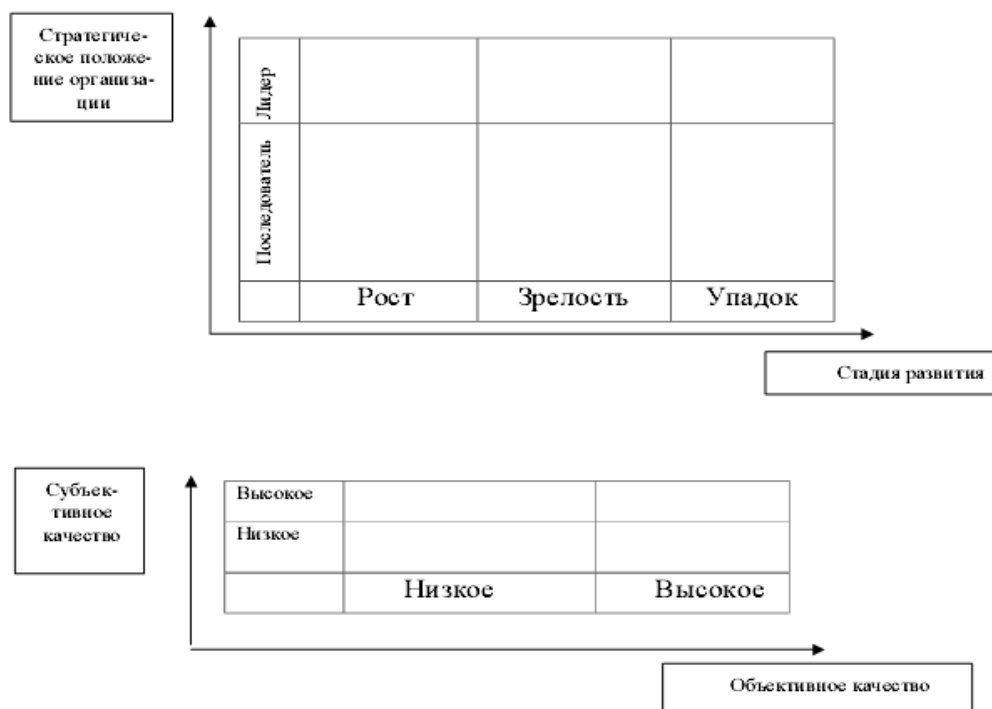 Стратегиче-
ское положе-
ние организа-
ции
Лидер
Последователь
Рост Зрелость Упадок
Стадия развития
Субъек-
тивное
качество
Высокое
Низкое
Низкое Высокое
Объективное качество